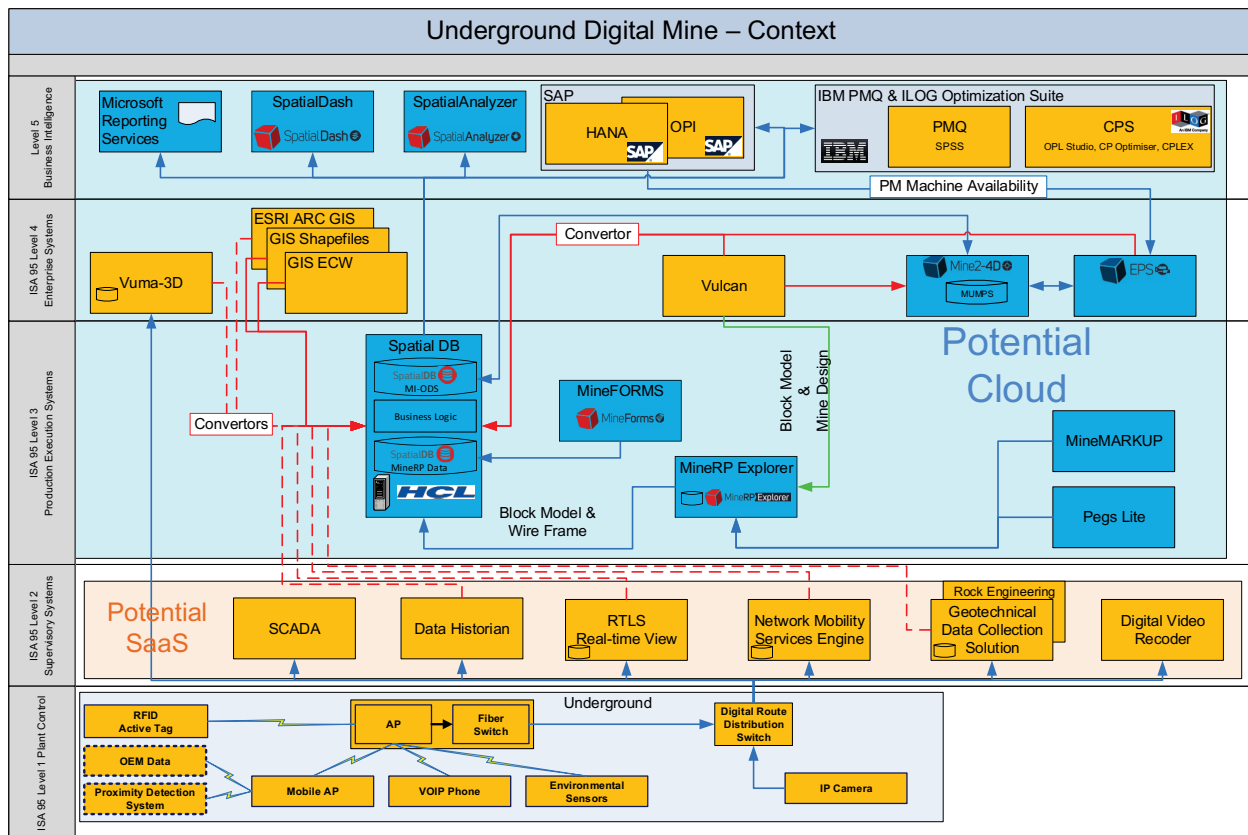 Underground Digital Mine – Context
Level 5
Business Intelligence
Microsoft
Reporting
Services
SpatialDash
SpatialDash
SpatialAnalyzer
SpatialAnalyzer
SAP
HANA
SAP
OPI
SAP
IBM PMQ & ILOG Optimization Suite
IBM
PMQ
SPSS
CPS
OPL Studio, CP Optimiser, CPLEX
ILOG
An IBM Company
PM Machine Availability
ISA 95 Level 4
Enterprise Systems
Vuma-3D
ESRI ARC GIS
GIS Shapefiles
GIS ECW
Convertor
Vulcan
Mine2-4D
MUMPS
EPS
ISA 95 Level 3
Production Execution Systems
Convertors
Spatial DB
SpatialDB
MI-ODS
Business Logic
SpatialDB
MineRP Data
HCL
MineFORMS
MineForms
Block Model
&
Mine Design
Potential
Cloud
MineRP Explorer
MineRP Explorer
Block Model &
Wire Frame
MineMARKUP
Pegs Lite
ISA 95 Level 2
Supervisory Systems
Potential
SaaS
SCADA
Data Historian
RTLS
Real-time View
Network Mobility
Services Engine
Rock Engineering
Geotechnical
Data Collection
Solution
Digital Video
Recoder
ISA 95 Level 1 Plant Control
Underground
RFID
Active Tag
AP
Fiber
Switch
Digital Route
Distribution
Switch
OEM Data
Proximity Detection
System
Mobile AP
VOIP Phone
Environmental
Sensors
IP Camera